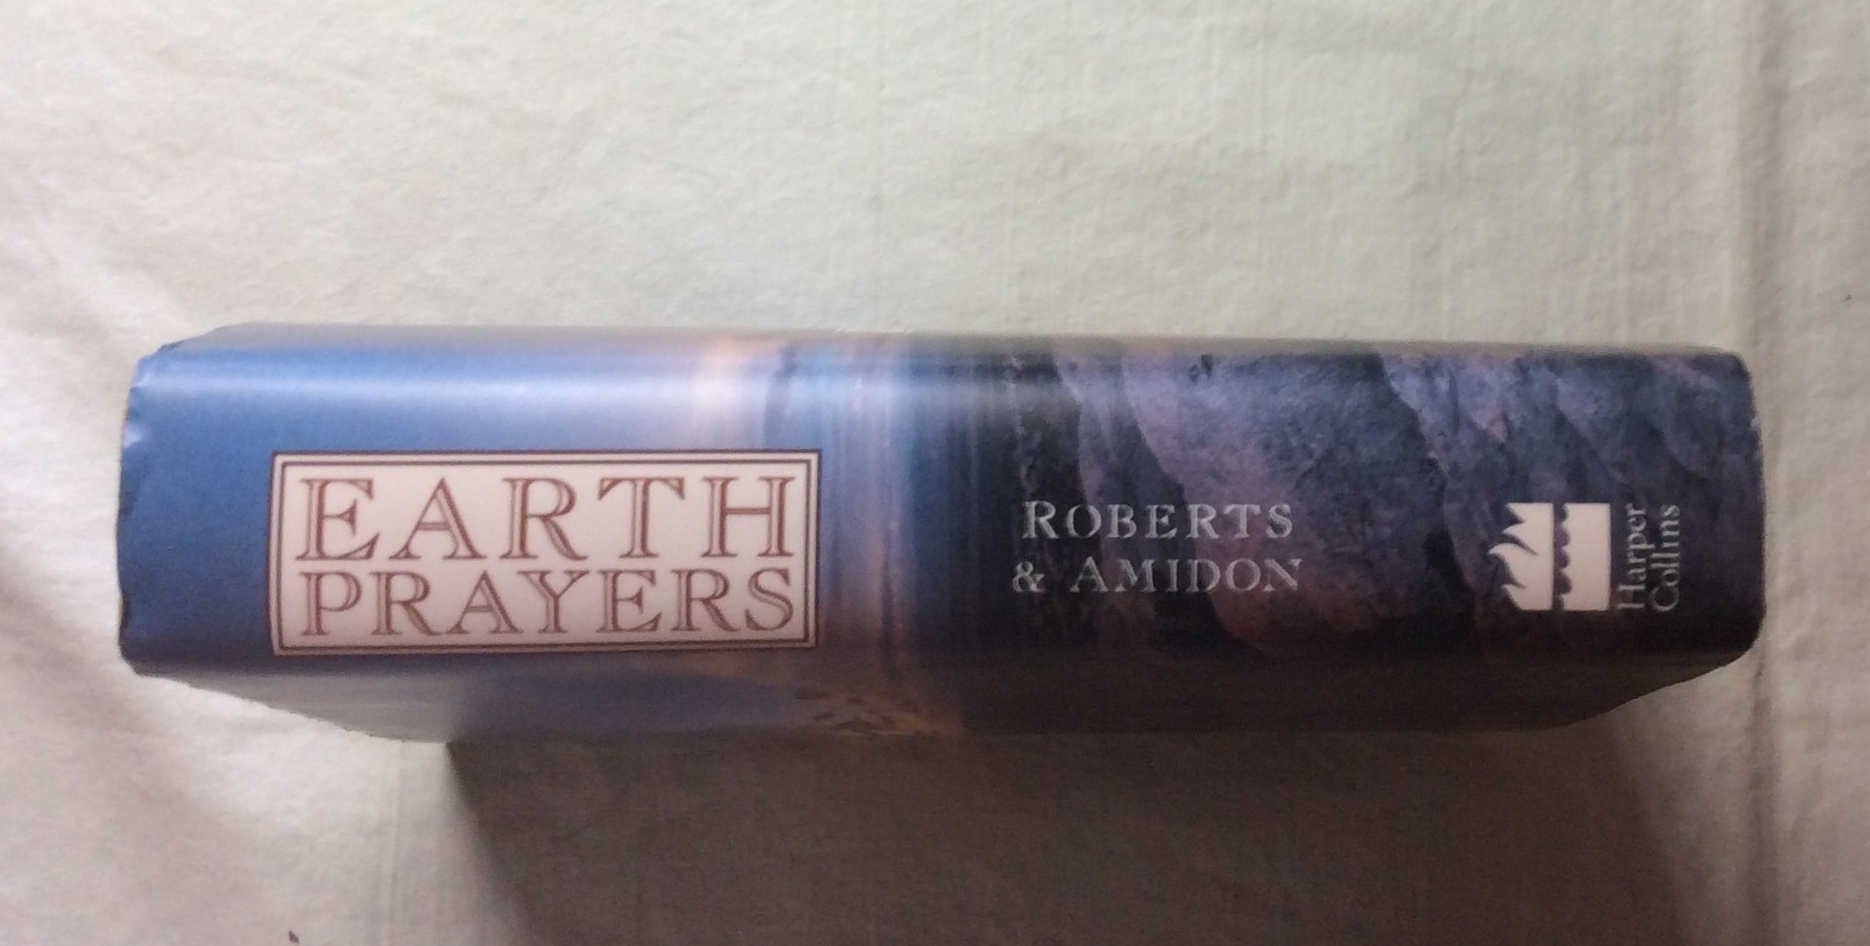 EARTH
PRAYERS
ROBERTS
& AMIDON
Harper
Collins